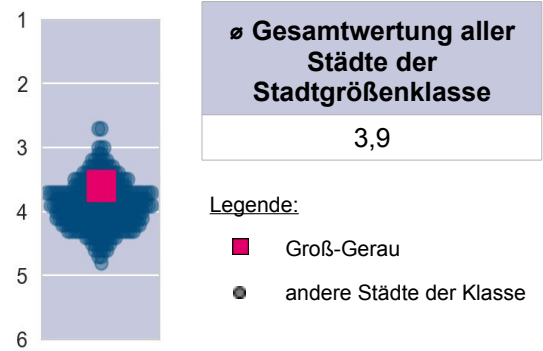 1
2
3
4
5
6
⌀ Gesamtwertung aller
Städte der
Stadtgrößenklasse
3,9
Legende:
Groß-Gerau
andere Städte der Klasse